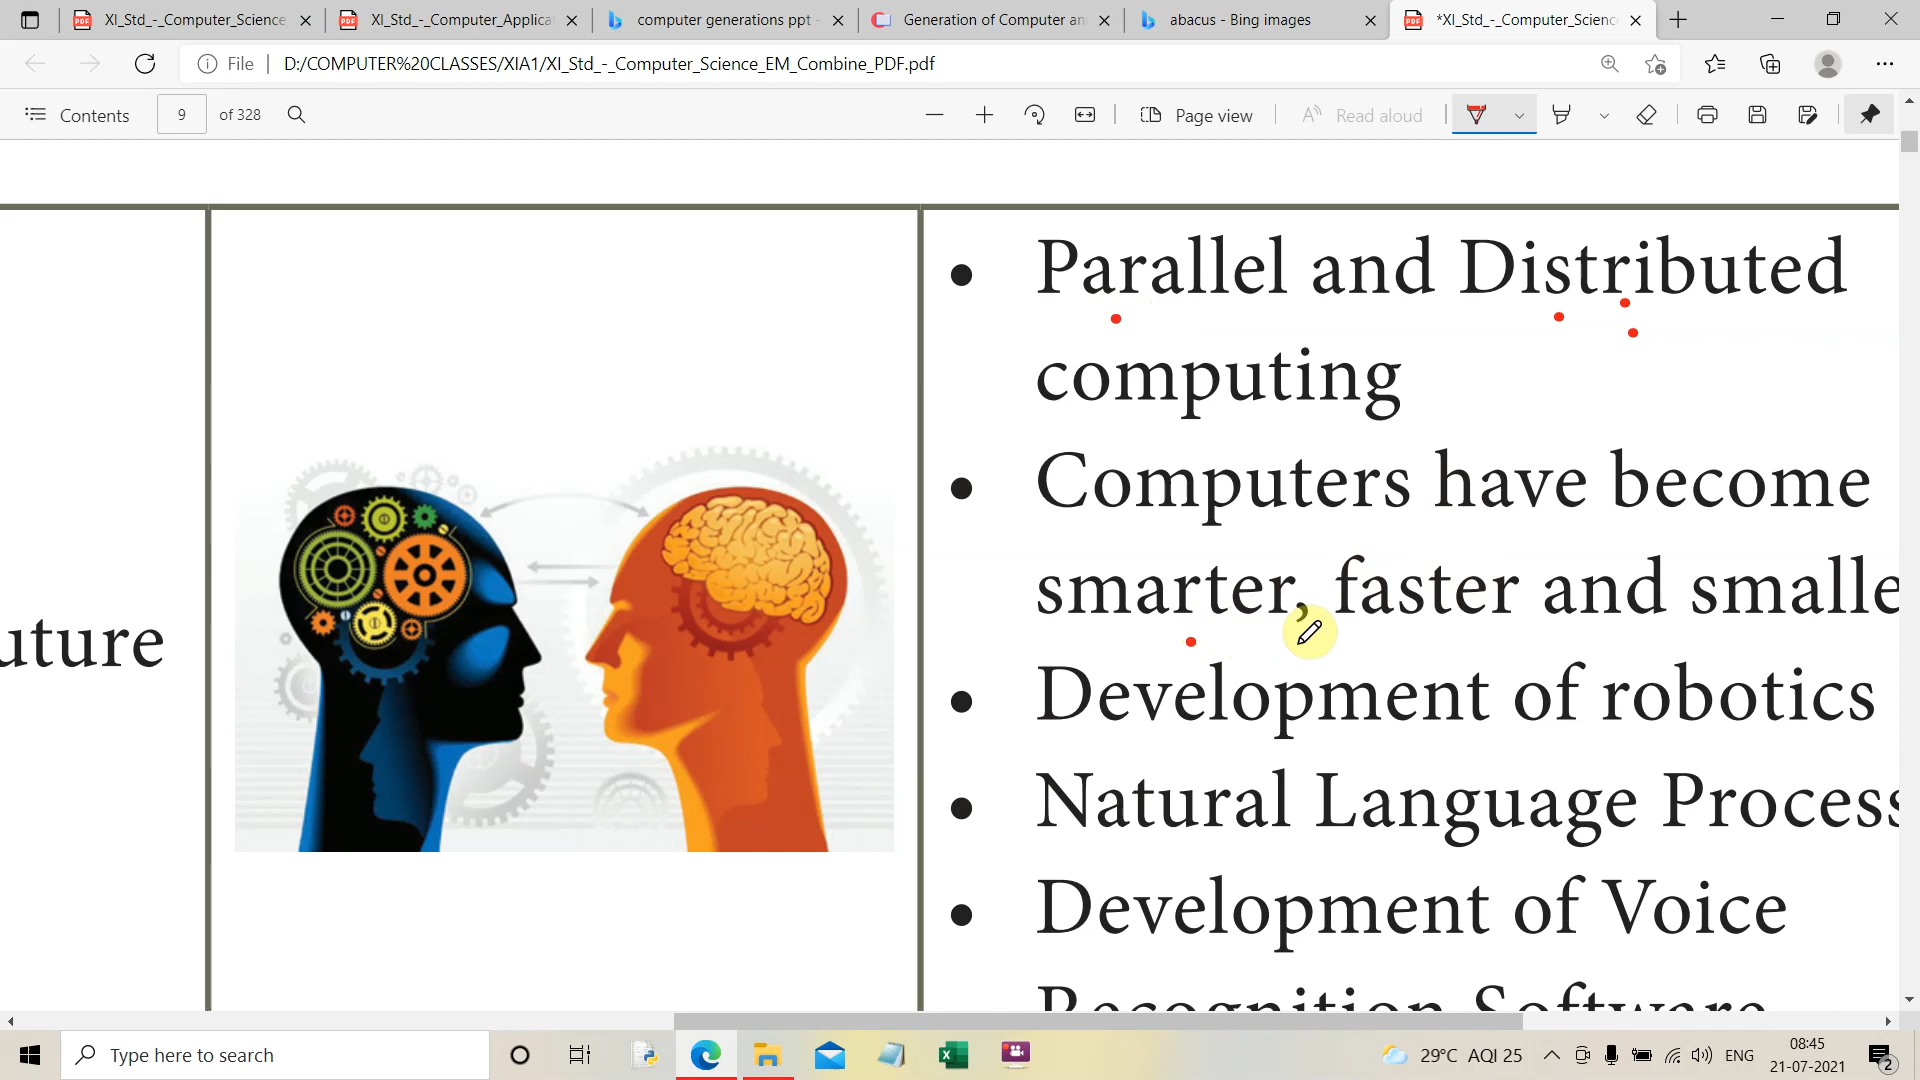 XI_Std_-_Computer_Science
XI_Std_-_Computer_Applica
computer generations ppt -
Generation of Computer an
abacus - Bing images
*XI_Std_-_Computer_Scienc
File
D:/COMPUTER%20CLASSES/XIA1/XI_Std_-_Computer_Science_EM_Combine_PDF.pdf
Contents
9
of 328
Page view
Read aloud
uture
• Parallel and Distributed
computing
• Computers have become
smarter, faster and smalle
• Development of robotics
• Natural Language Process
• Development of Voice
Recognition Software
Type here to search
29°C AQI 25
ENG
08:45
21-07-2021
2